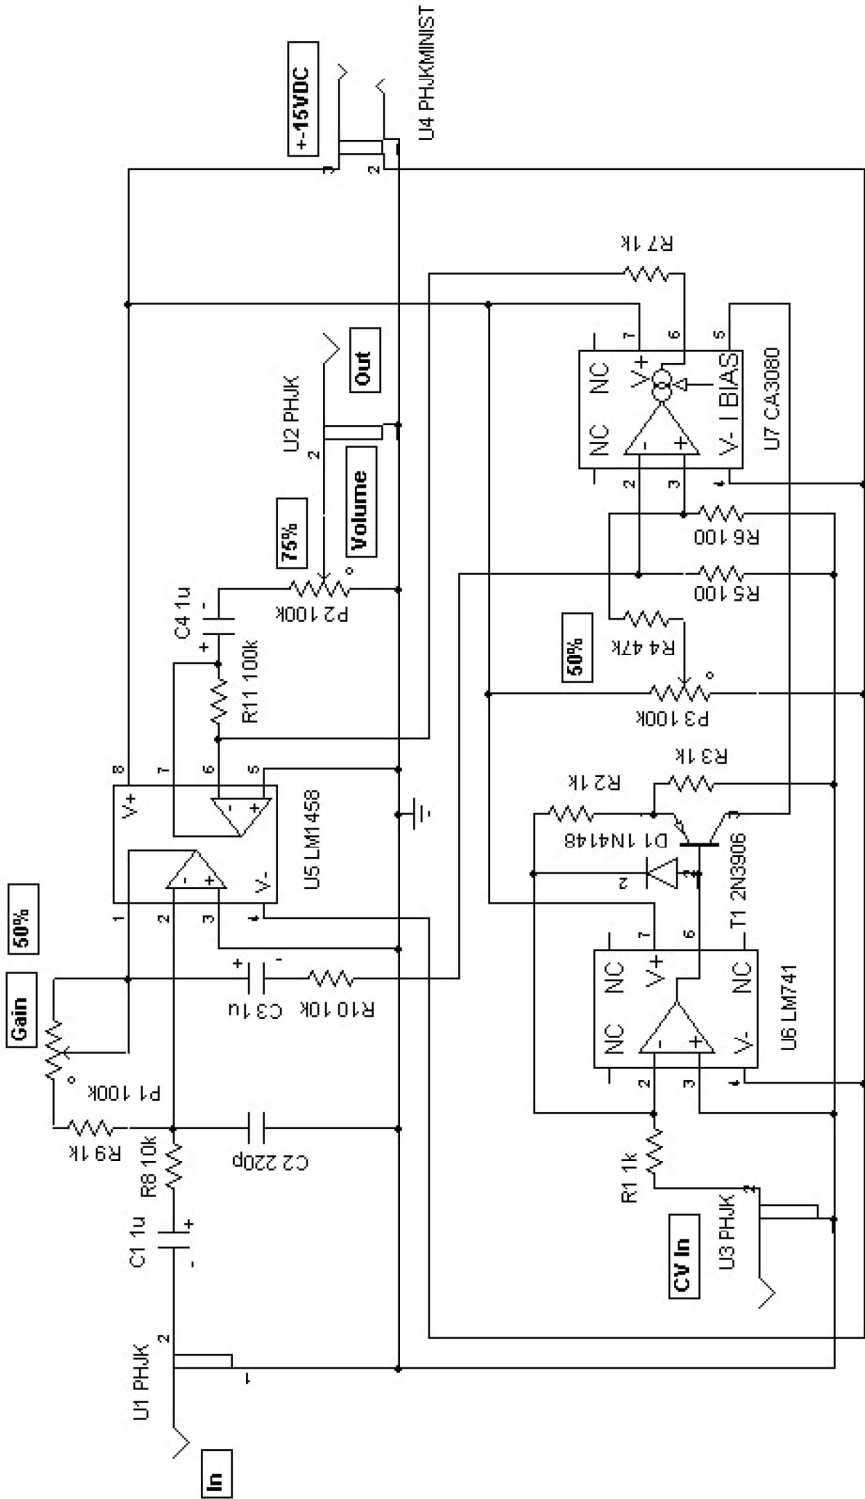 In
U1 PHJK
2
1
C1 1u
-
+
R8 10k
C2 220p
R9 1k
P1 100k
Gain
50%
1
2
3
4
8
7
6
5
V+
V-
-
+
-
+
U5 LM1458
C3 1u
+
-
R10 10k
R11 100k
C4 1u
+
-
P2 100k
75%
Volume
U2 PHJK
2
Out
+-15VDC
3
2
1
U4 PHJKMINIST
CV In
U3 PHJK
2
R1 1k
2
3
4
7
6
NC
NC
V+
V-
NC
-
+
U6 LM741
D1 1N4148
2
T1 2N3906
2
3
R2 1k
R3 1k
P3 100k
50%
R4 47k
R5 100
R6 100
2
3
4
7
6
5
NC
NC
V+
V-
I BIAS
-
+
U7 CA3080
R7 1k